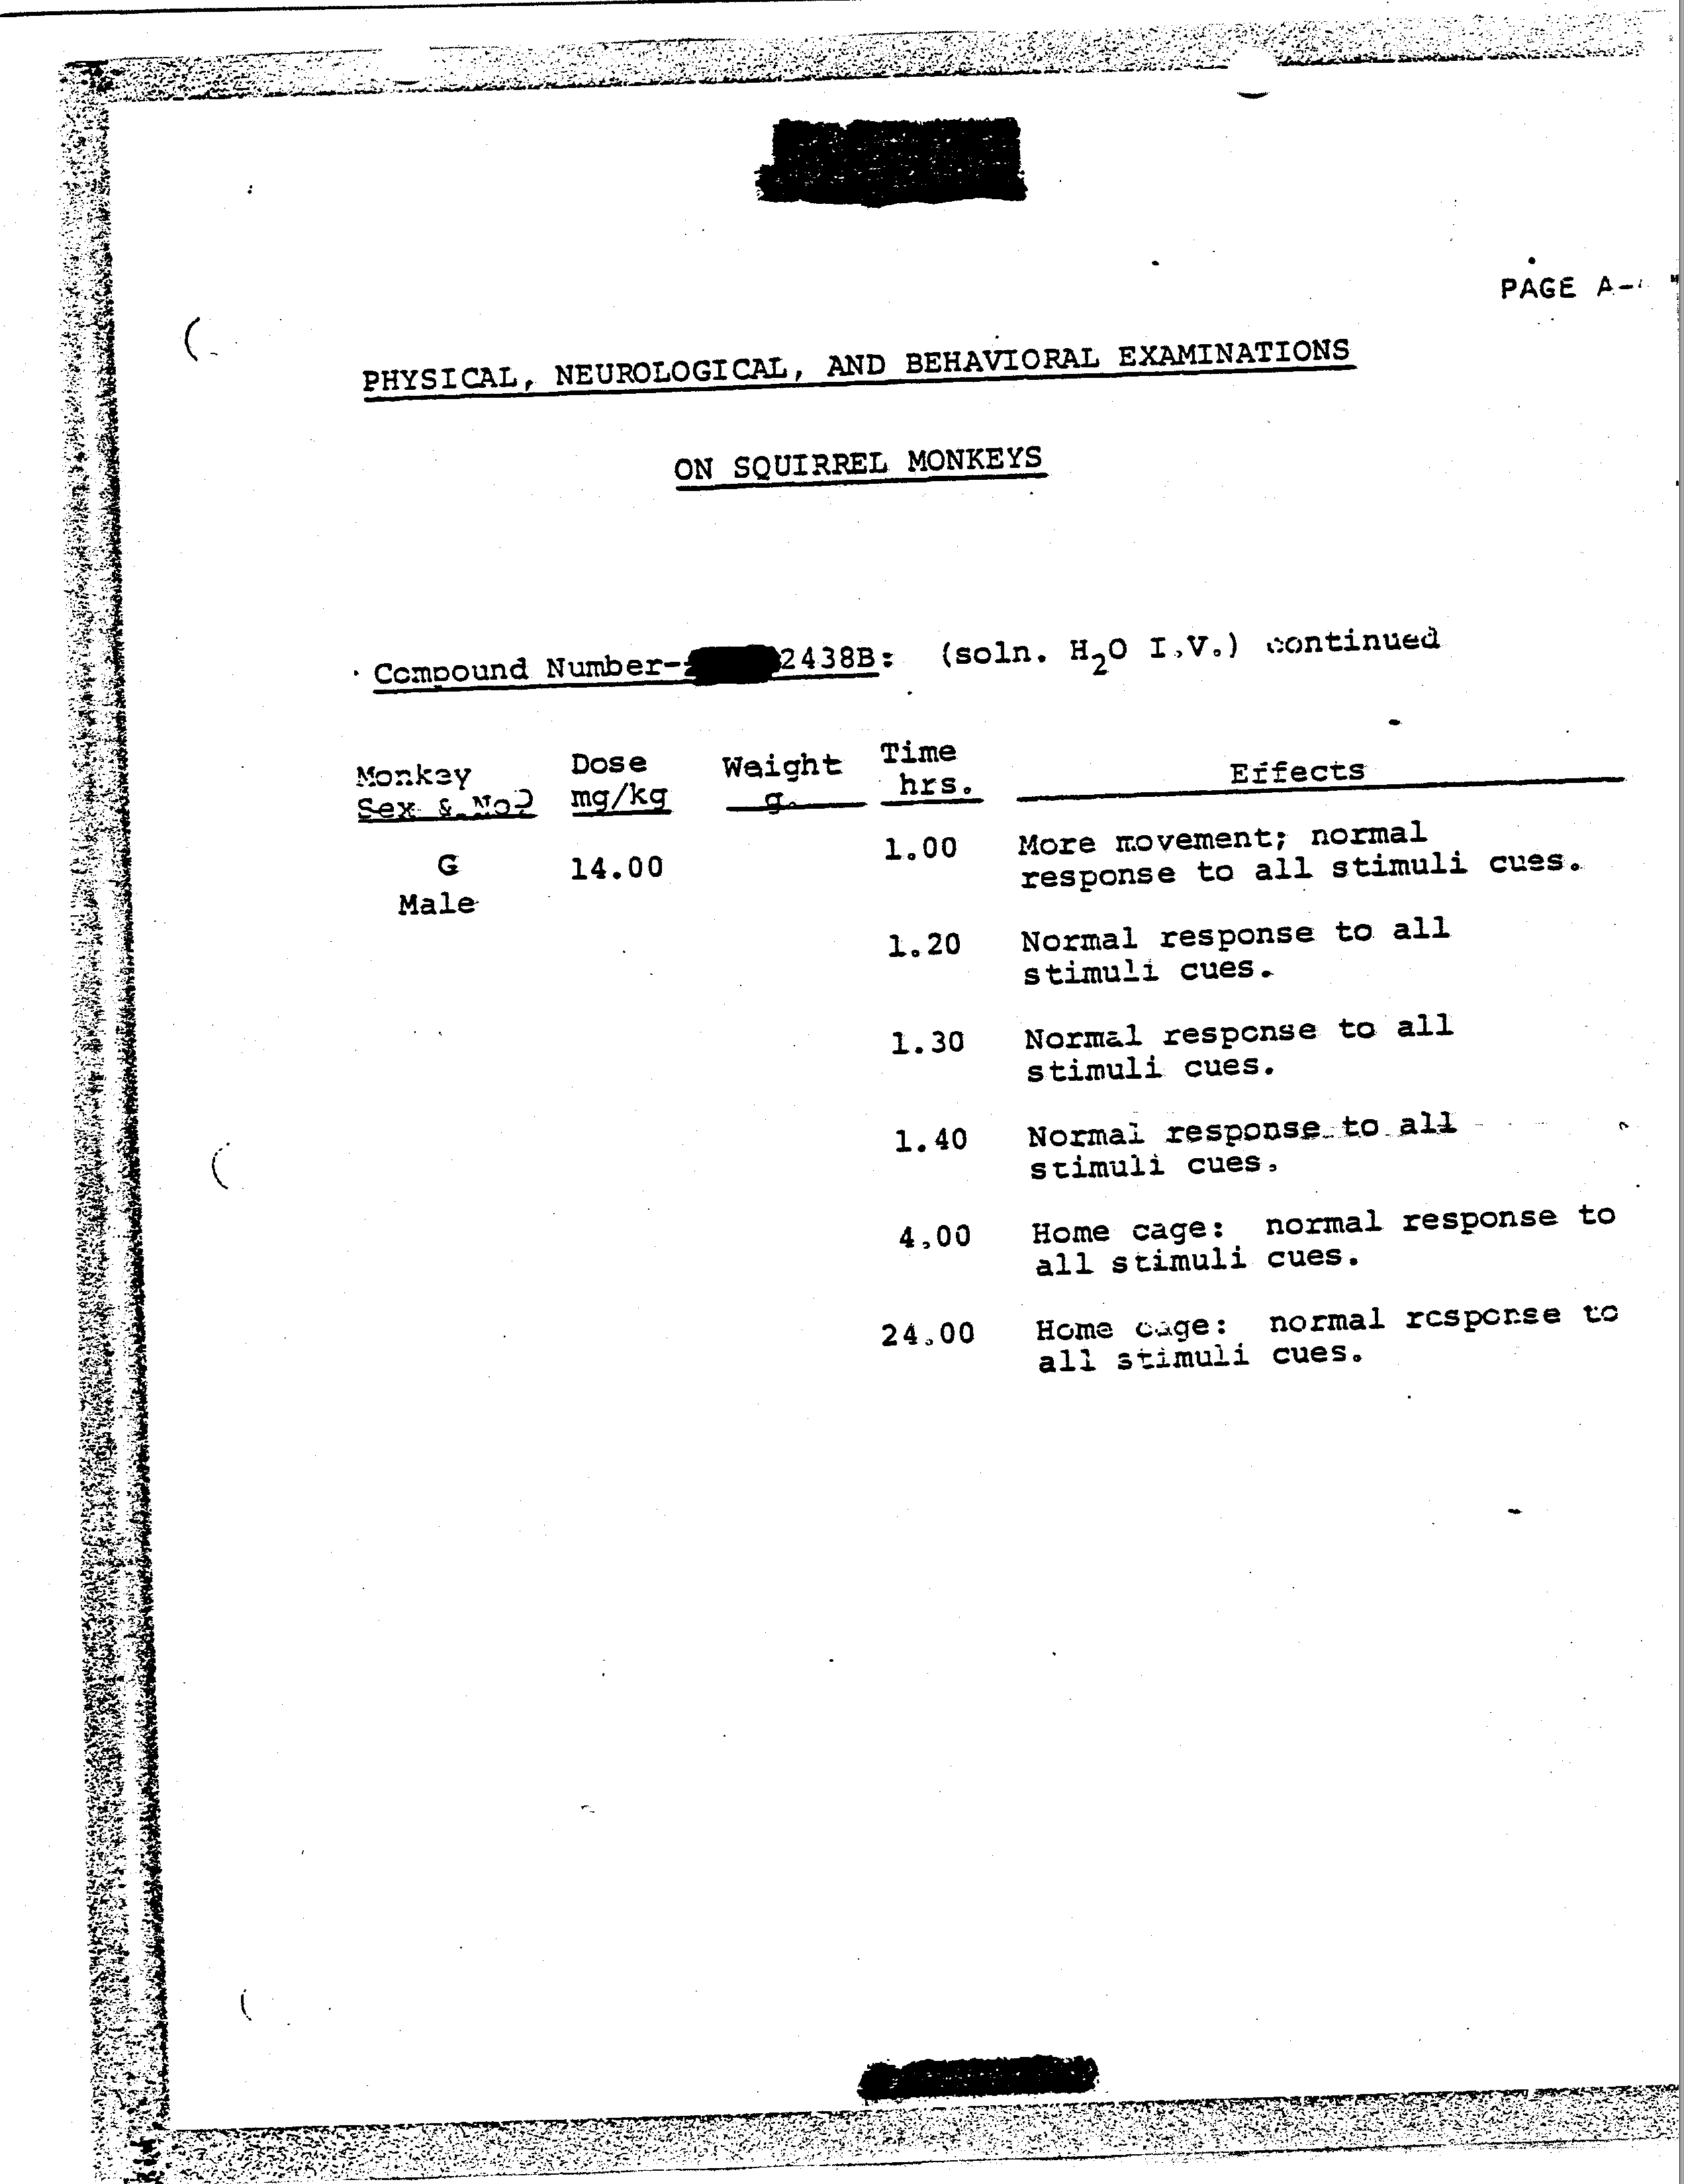 PAGE A-
PHYSICAL, NEUROLOGICAL, AND BEHAVIORAL EXAMINATIONS
ON SQUIRREL MONKEYS
Compound Number- 2438B: (soln. H2O I.V.) continued
Monkey Dose Weight Time
Sex & No? mg/kg g. hrs. Effects
G 14.00 1.00 More movement; normal
response to all stimuli cues.
Male
1.20 Normal response to all
stimuli cues.
1.30 Normal response to all
stimuli cues.
1.40 Normal response to all
stimuli cues.
4.00 Home cage: normal response to
all stimuli cues.
24.00 Home cage: normal response to
all stimuli cues.